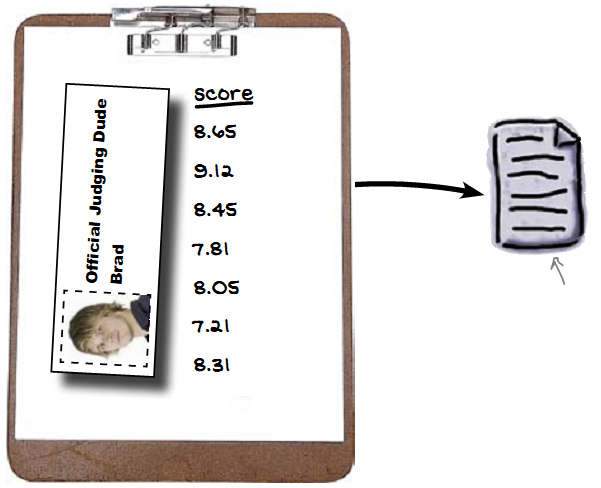 Official Judging Dude
Brad
score
8.65
9.12
8.45
7.81
8.05
7.21
8.31